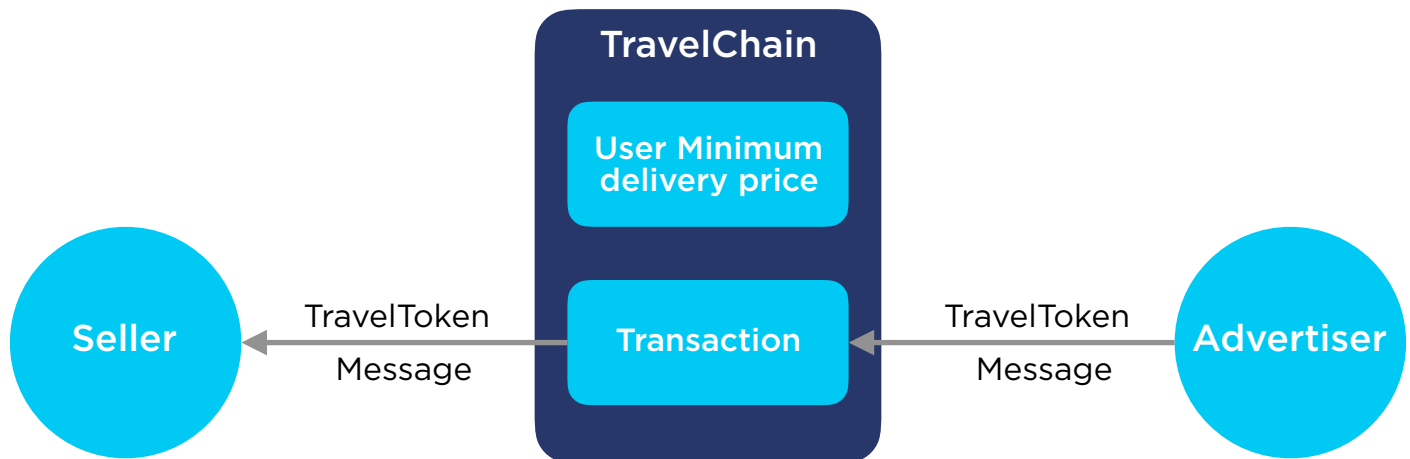 TravelChain
User Minimum
delivery price
Seller
TravelToken
Message
Transaction
TravelToken
Message
Advertiser